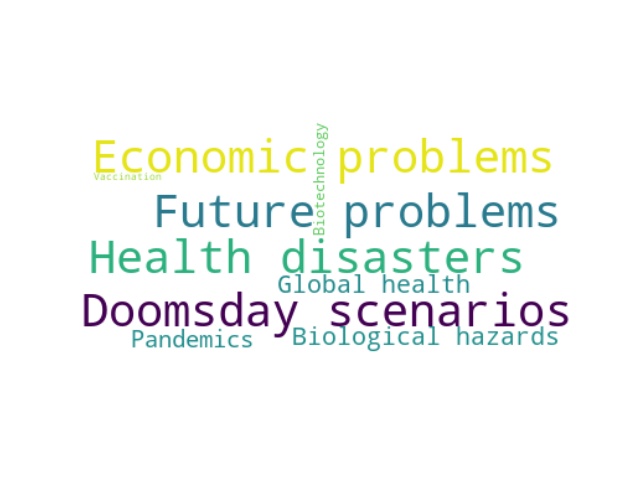 Economic problems
Vaccination
Biotechnology
Future problems
Health disasters
Global health
Doomsday scenarios
Pandemics
Biological hazards